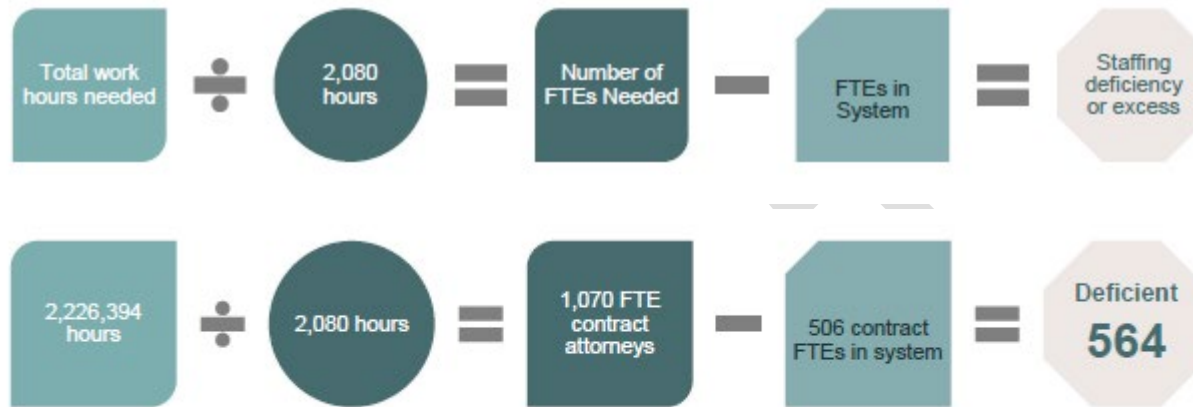 Total work
hours needed
2,080
hours
Number of
FTEs Needed
FTEs in
System
Staffing
deficiency
or excess
2,226,394
hours
2,080 hours
1,070 FTE
contract
attorneys
506 contract
FTEs in system
Deficient
564